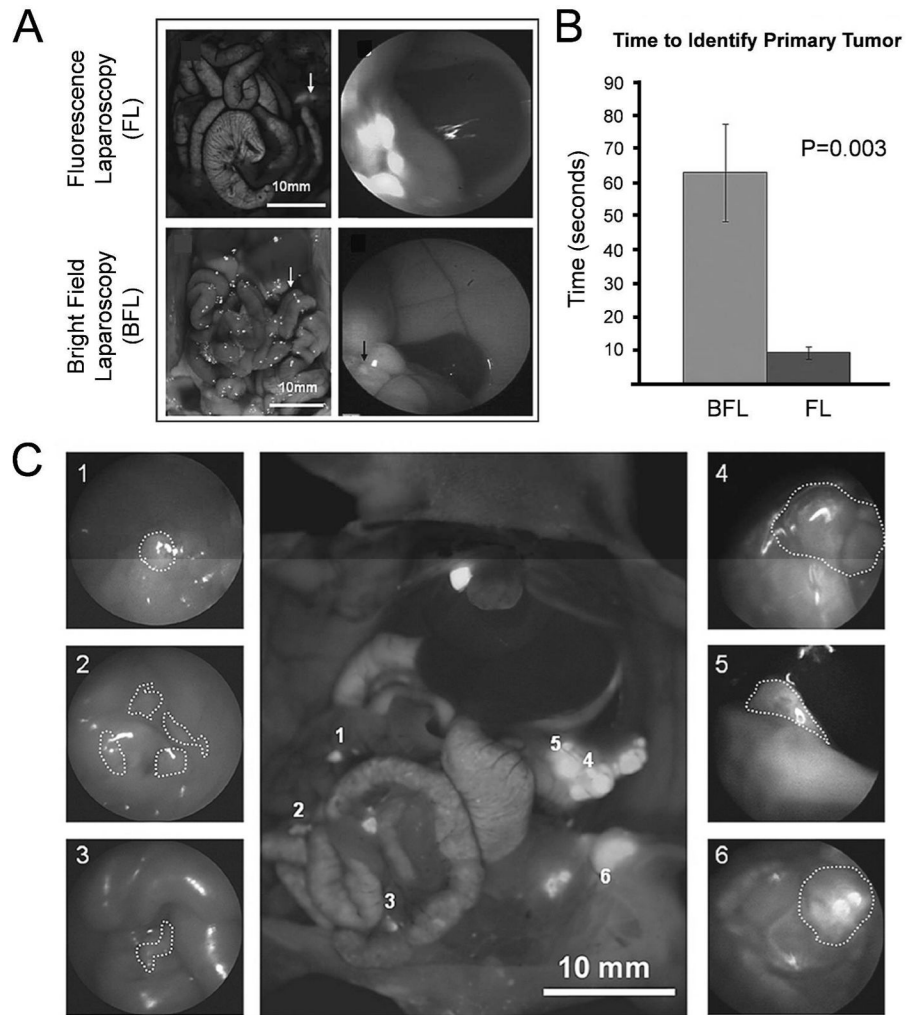 A
Fluorescence
Laparoscopy
(FL)
10mm
Bright Field
Laparoscopy
(BFL)
10mm
B
Time to Identify Primary Tumor
Time (seconds)
90
80
70
60
50
90
30
20
10
P=0.003
BFL
FL
C
1
2
3
1
2
3
4
5
6
10 mm
4
5
6